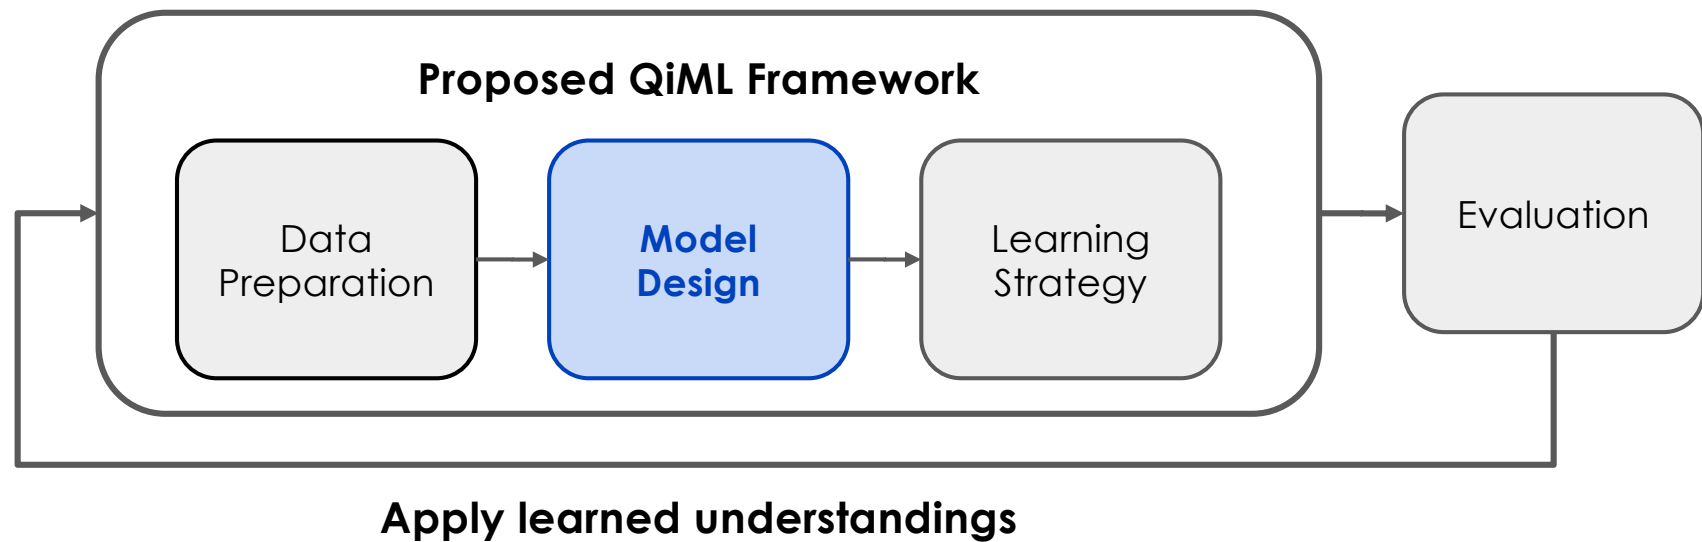 Proposed QiML Framework
Data
Preparation
Model
Design
Learning
Strategy
Evaluation
Apply learned understandings